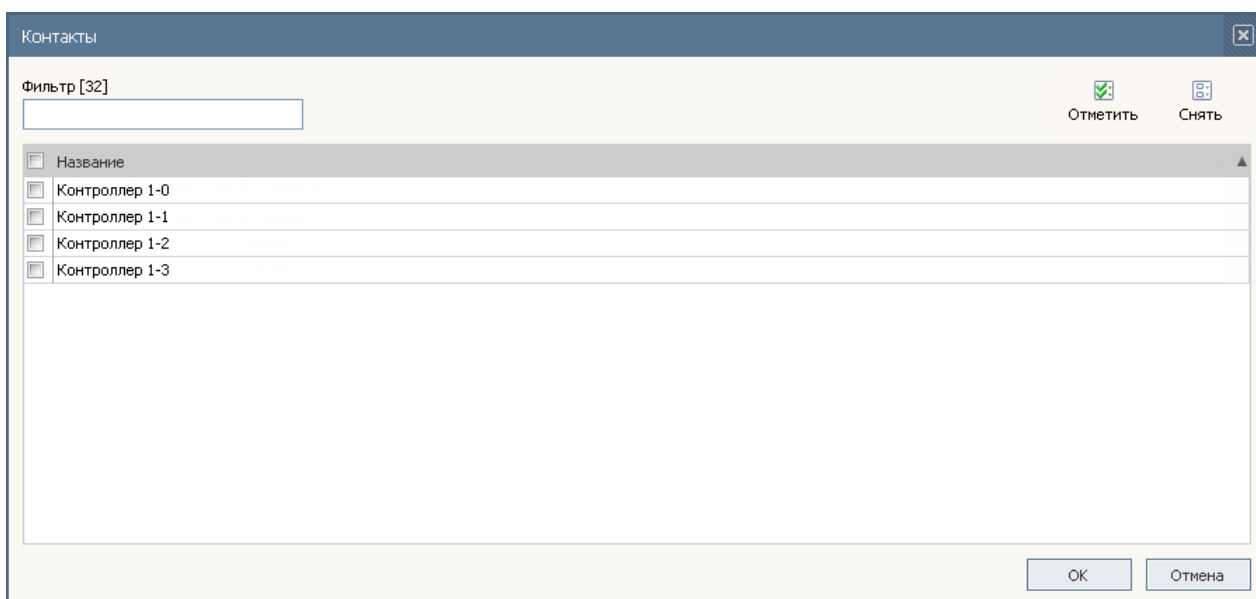 Контакты
Фильтр [32]
Отметить Снять
Название
Контроллер 1-0
Контроллер 1-1
Контроллер 1-2
Контроллер 1-3
OK Отмена